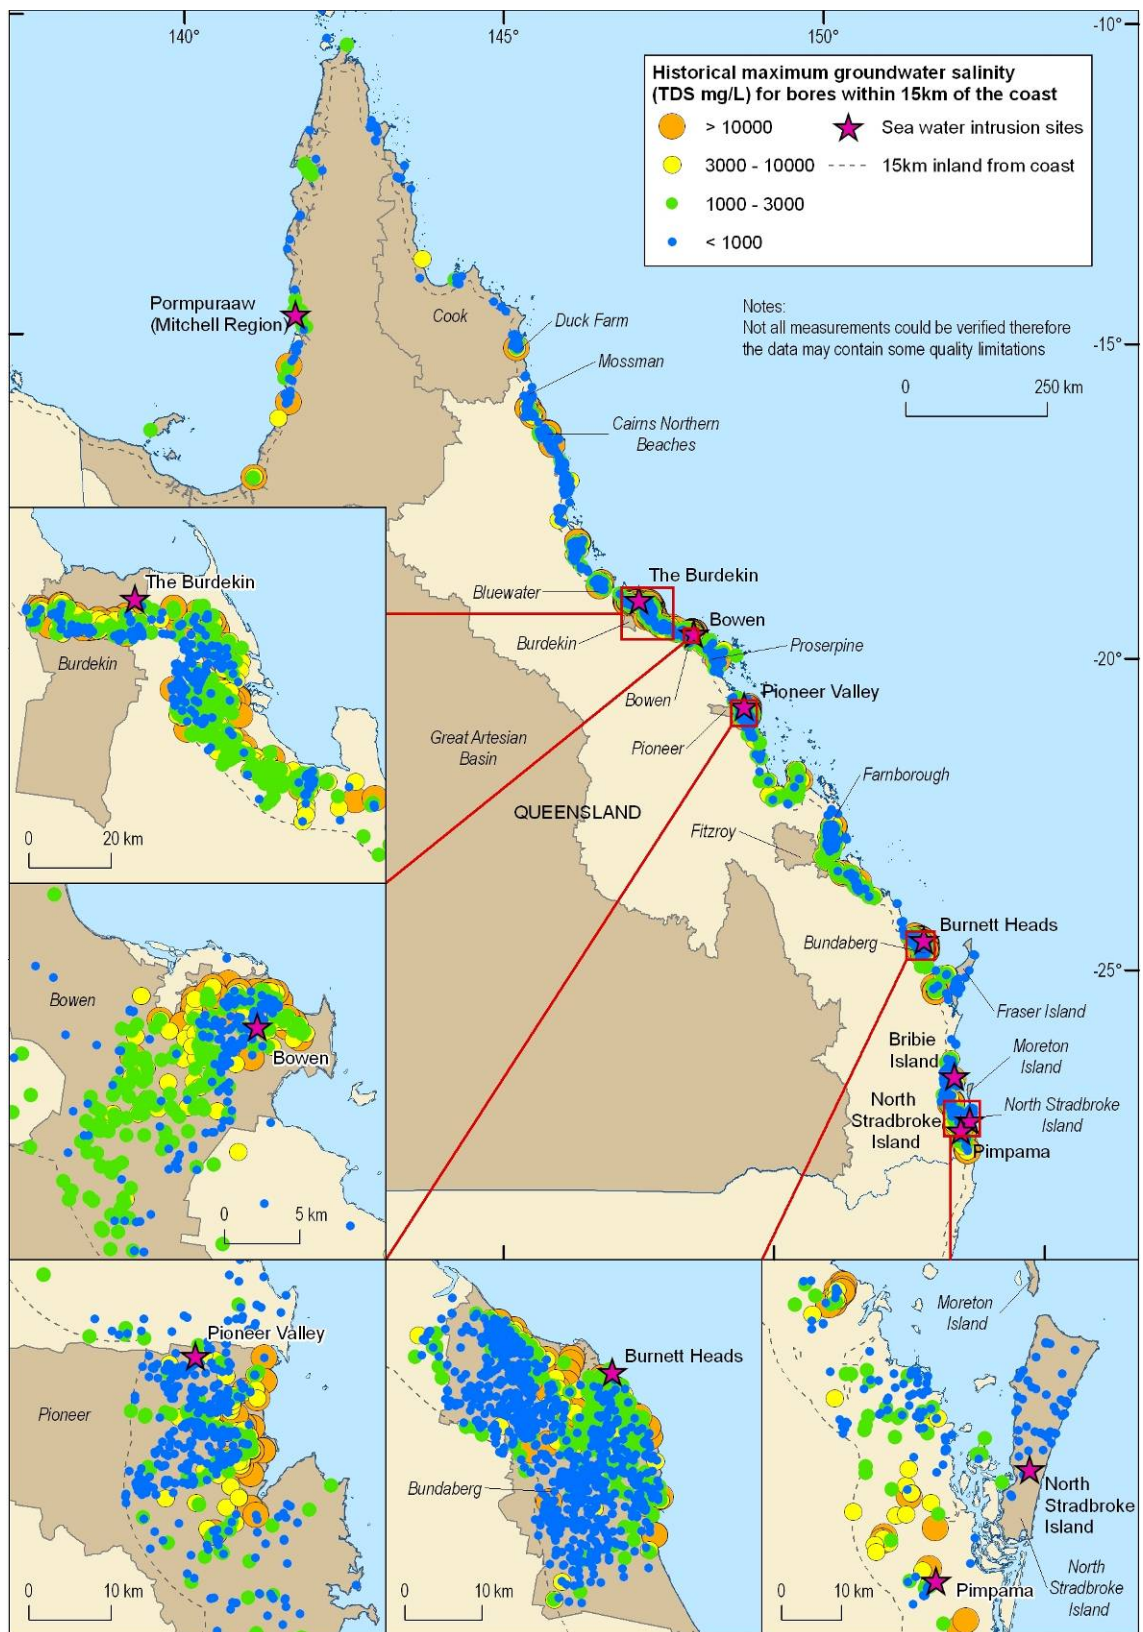 140°
145°
150°
-10°
Historical maximum groundwater salinity
(TDS mg/L) for bores within 15km of the coast
> 10000
Sea water intrusion sites
3000 - 10000
15km inland from coast
1000 - 3000
< 1000
Notes:
Not all measurements could be verified therefore
the data may contain some quality limitations
0
250 km
-15°
Pormpuraaw
(Mitchell Region)
Cook
Duck Farm
Mossman
Cairns Northern
Beaches
The Burdekin
Bluewater
Burdekin
Bowen
Proserpine
-20°
Bowen
Pioneer Valley
Pioneer
Great Artesian
Basin
QUEENSLAND
Farnborough
Fitzroy
Burnett Heads
Bundaberg
-25°
Fraser Island
Bribie
Island
Moreton
Island
North
Stradbroke
Island
North Stradbroke
Island
Pimpama
The Burdekin
Burdekin
0
20 km
Bowen
Bowen
0
5 km
Pioneer Valley
Pioneer
0
10 km
Burnett Heads
Bundaberg
0
10 km
Moreton
Island
North
Stradbroke
Island
Pimpama
North
Stradbroke
Island
0
10 km